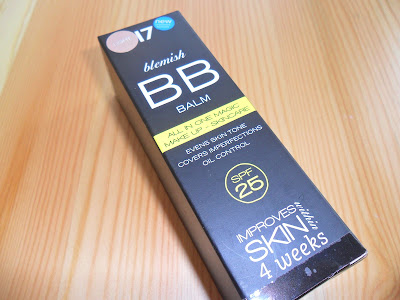 17
new
blemish
BB
BALM
ALL IN ONE MAGIC
MAKE UP - SKINCARE
EVENS SKIN TONE
COVERS IMPERFECTIONS
OIL CONTROL
SPF
25
IMPROVES
SKIN
4 weeks